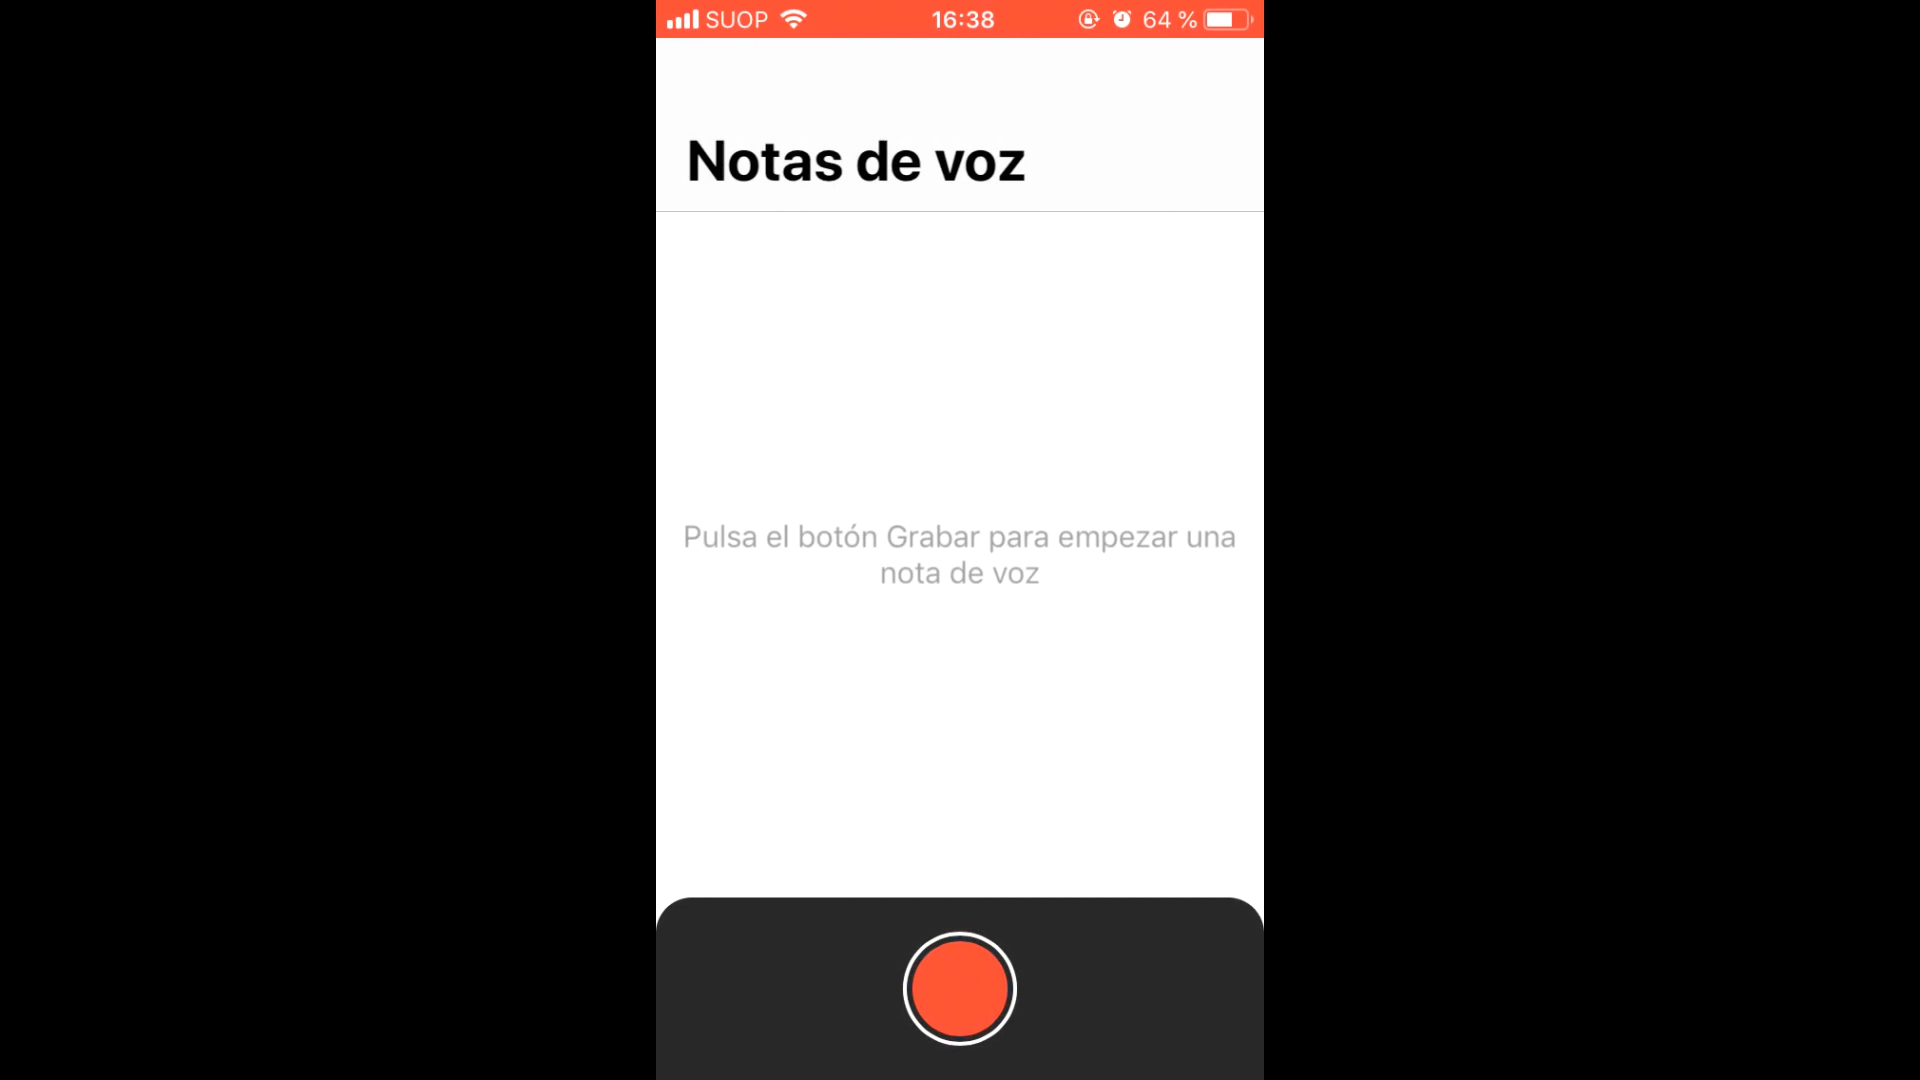 SUOP 16:38 64 %
Notas de voz
Pulsa el botón Grabar para empezar una
nota de voz